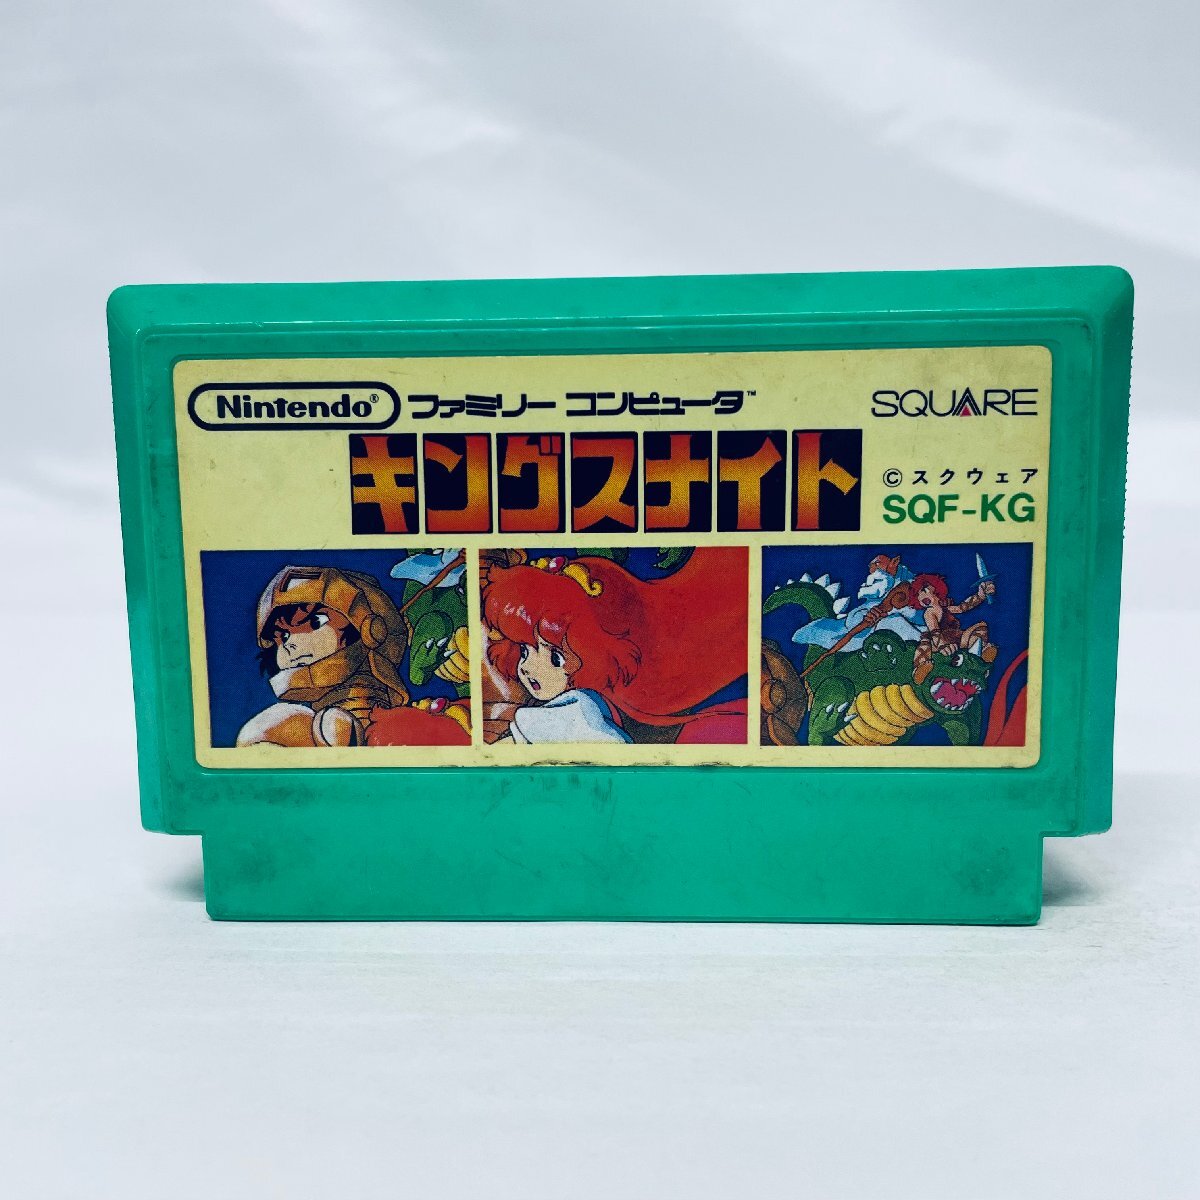 Nintendo® ファミリーコンピュータ™
SQUARE
キングスナイト
©スクウェア
SQF-KG